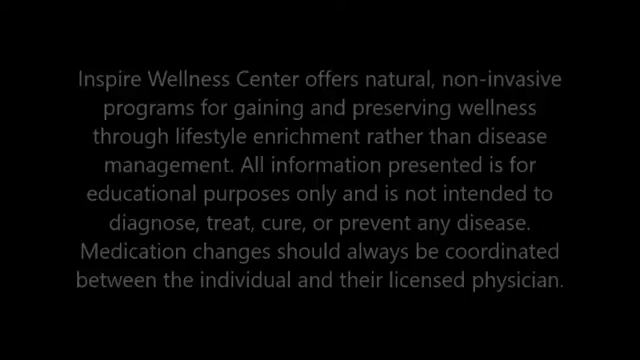 Inspire Wellness Center offers natural, non-invasive
programs for gaining and preserving wellness
through lifestyle enrichment rather than disease
management. All information presented is for
educational purposes only and is not intended to
diagnose, treat, cure, or prevent any disease.
Medication changes should always be coordinated
between the individual and their licensed physician.